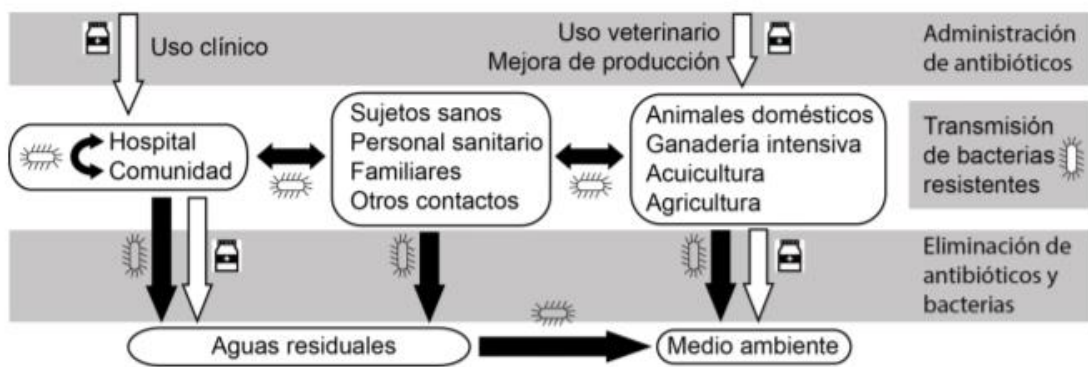 Uso clínico
Uso veterinario
Mejora de producción
Administración
de antibióticos
Hospital
Comunidad
Sujetos sanos
Personal sanitario
Familiares
Otros contactos
Animales domésticos
Ganadería intensiva
Acuicultura
Agricultura
Transmisión
de bacterias
resistentes
Eliminación de
antibióticos y
bacterias
Aguas residuales
Medio ambiente